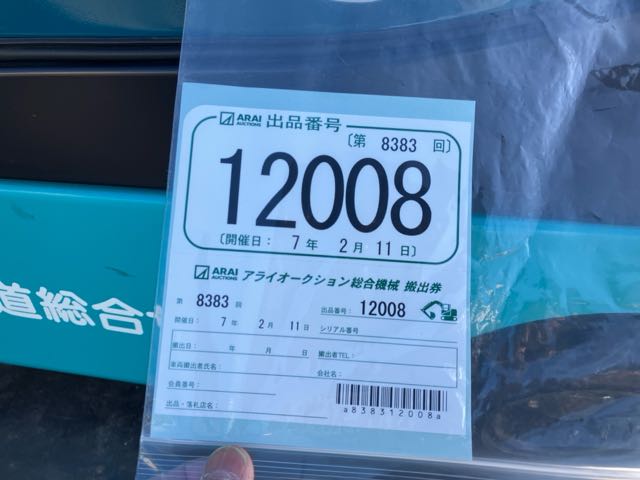 ARAI AUCTIONS 出品番号
〔第 8383 回〕
12008
〔開催日: 7年 2月 11日〕
ARAI AUCTIONS アライオークション総合機械 搬出券
第 8383 回 出品番号: 12008
開催日: 7年 2月 11日 シリアル番号
搬出日: 年 月 日 搬出者TEL:
車両搬出者氏名: 会社名:
会員番号:
出品・落札店名:
a838312008a
道総合